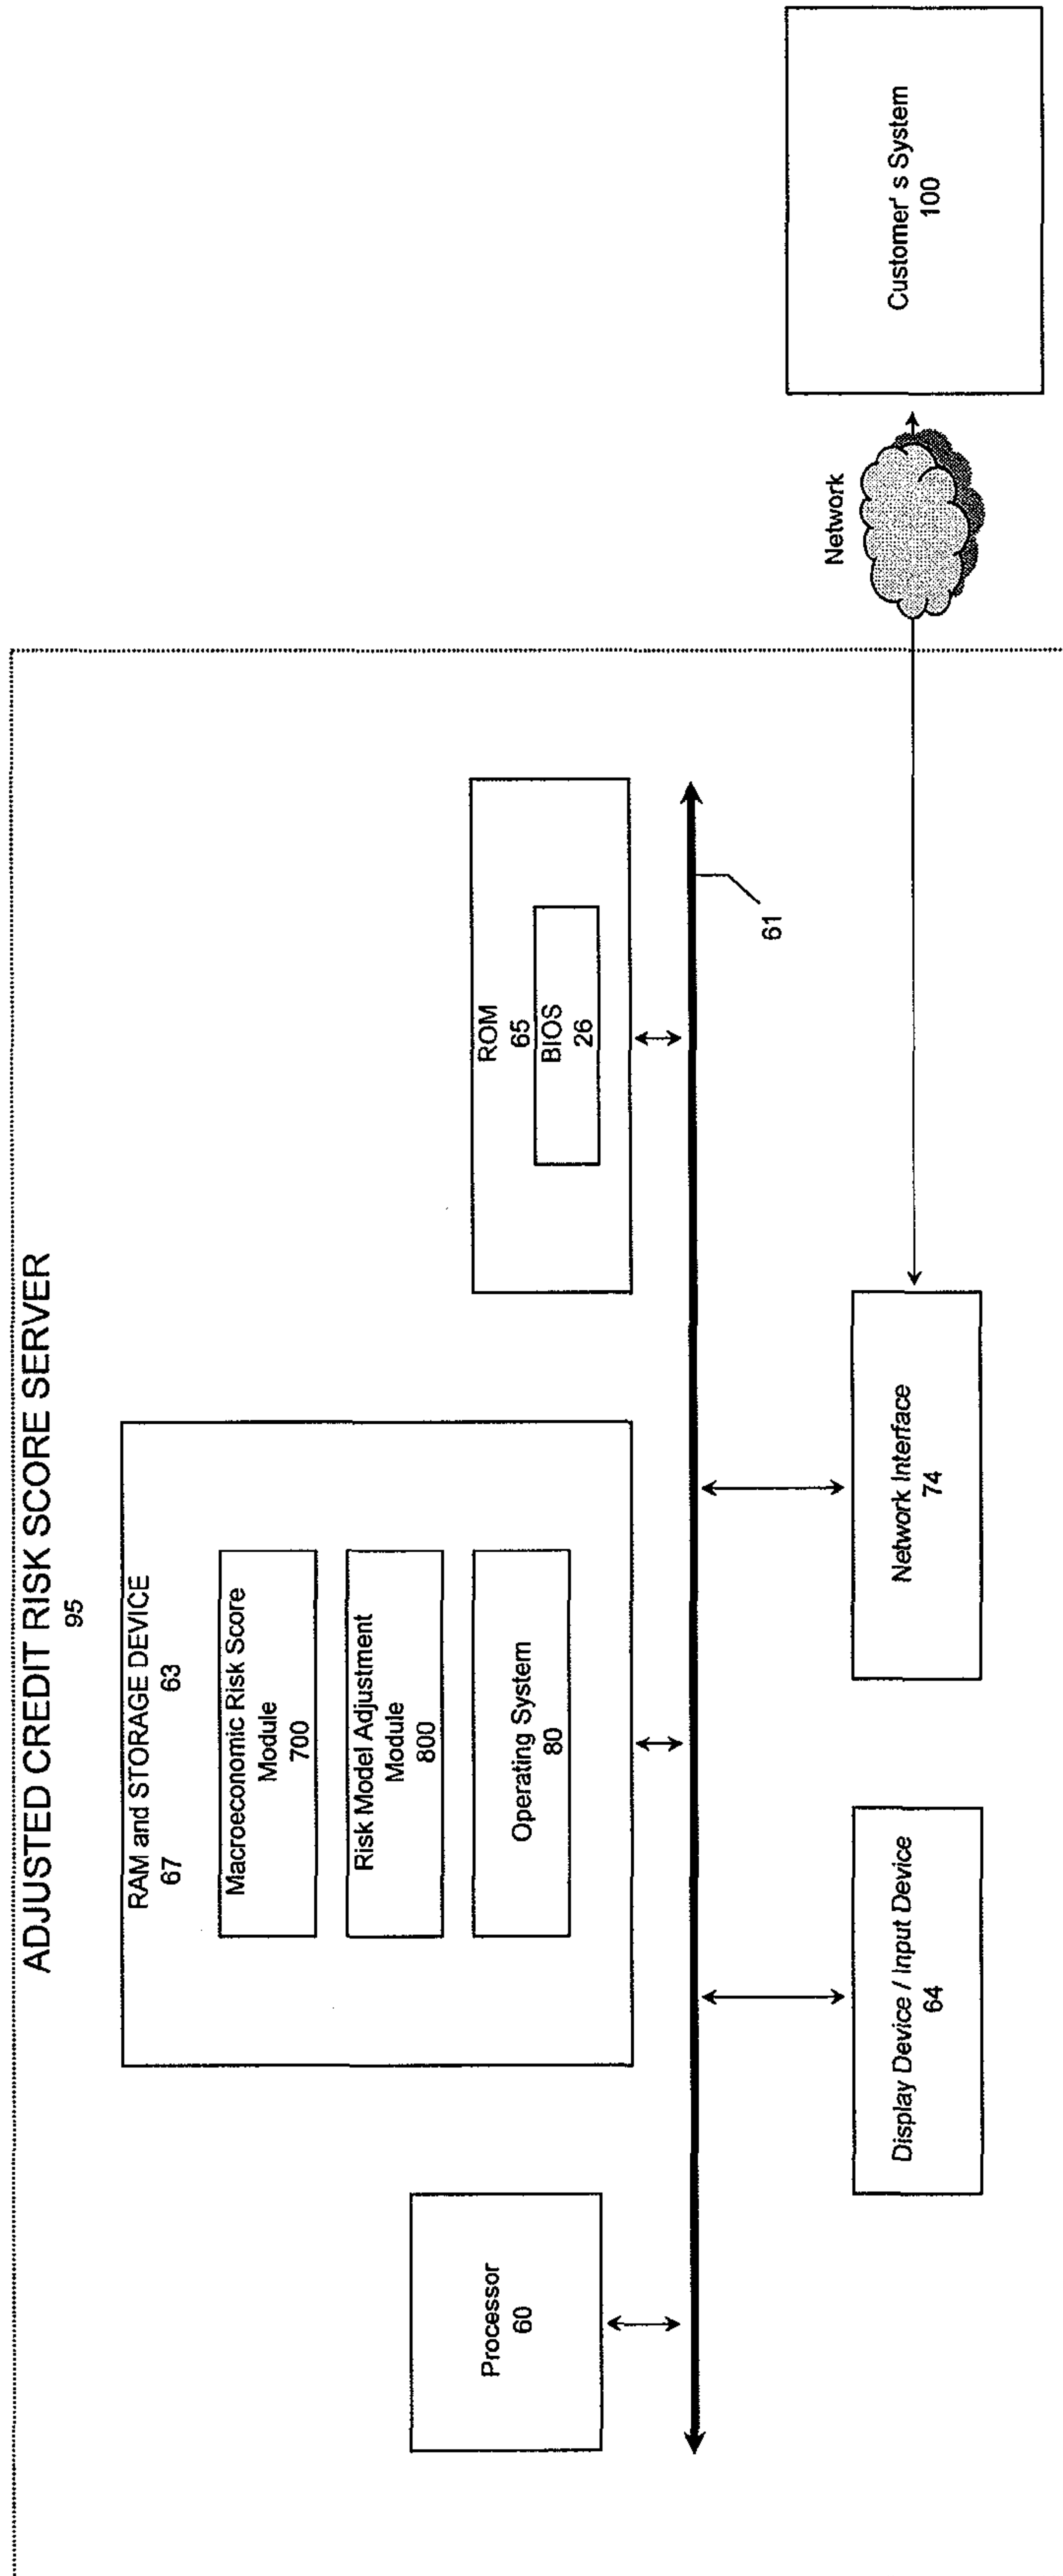 ADJUSTED CREDIT RISK SCORE SERVER
95
RAM and STORAGE DEVICE
67 63
Macroeconomic Risk Score
Module
700
Risk Model Adjustment
Module
800
Operating System
80
Processor
60
ROM
65
BIOS
26
61
Display Device / Input Device
64
Network Interface
74
Network
Customer' s System
100